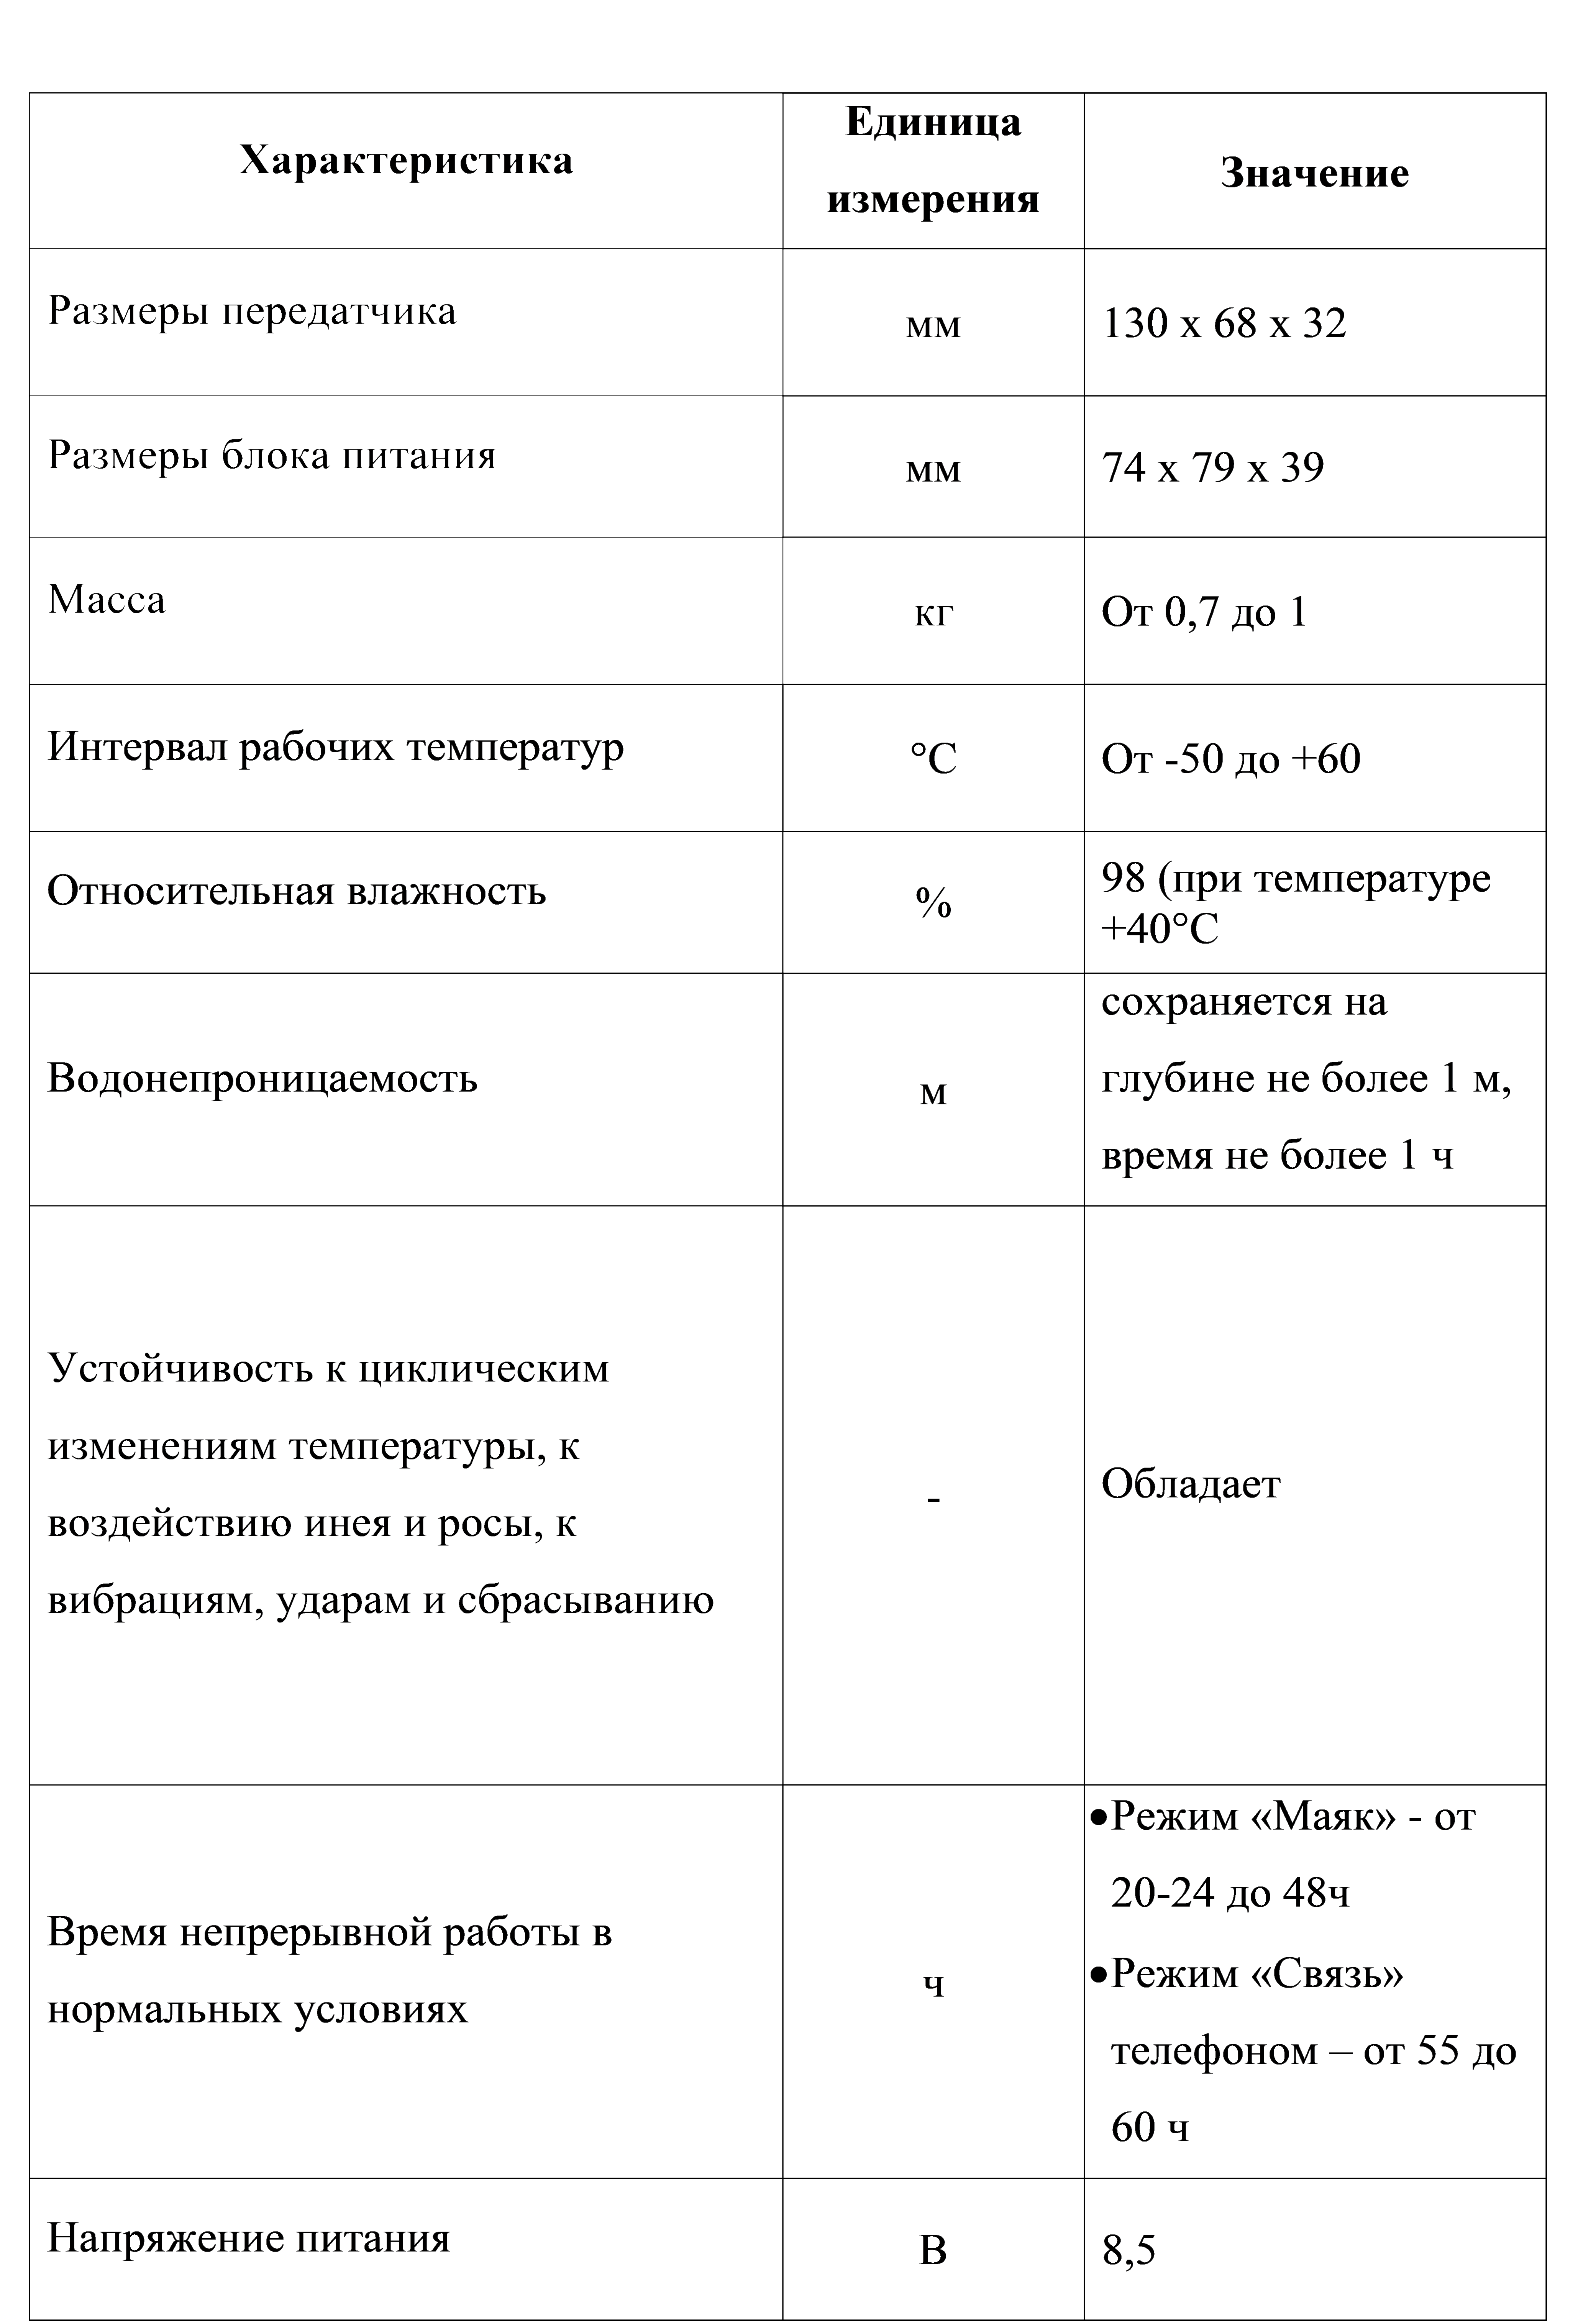 Характеристика
Единица
измерения
Значение
Размеры передатчика
мм
130 х 68 х 32
Размеры блока питания
мм
74 х 79 х 39
Масса
кг
От 0,7 до 1
Интервал рабочих температур
°С
От -50 до +60
Относительная влажность
%
98 (при температуре
+40°С
Водонепроницаемость
м
сохраняется на
глубине не более 1 м,
время не более 1 ч
Устойчивость к циклическим
изменениям температуры, к
воздействию инея и росы, к
вибрациям, ударам и сбрасыванию
-
Обладает
Время непрерывной работы в
нормальных условиях
ч
•Режим «Маяк» - от
20-24 до 48ч
•Режим «Связь»
телефоном – от 55 до
60 ч
Напряжение питания
В
8,5